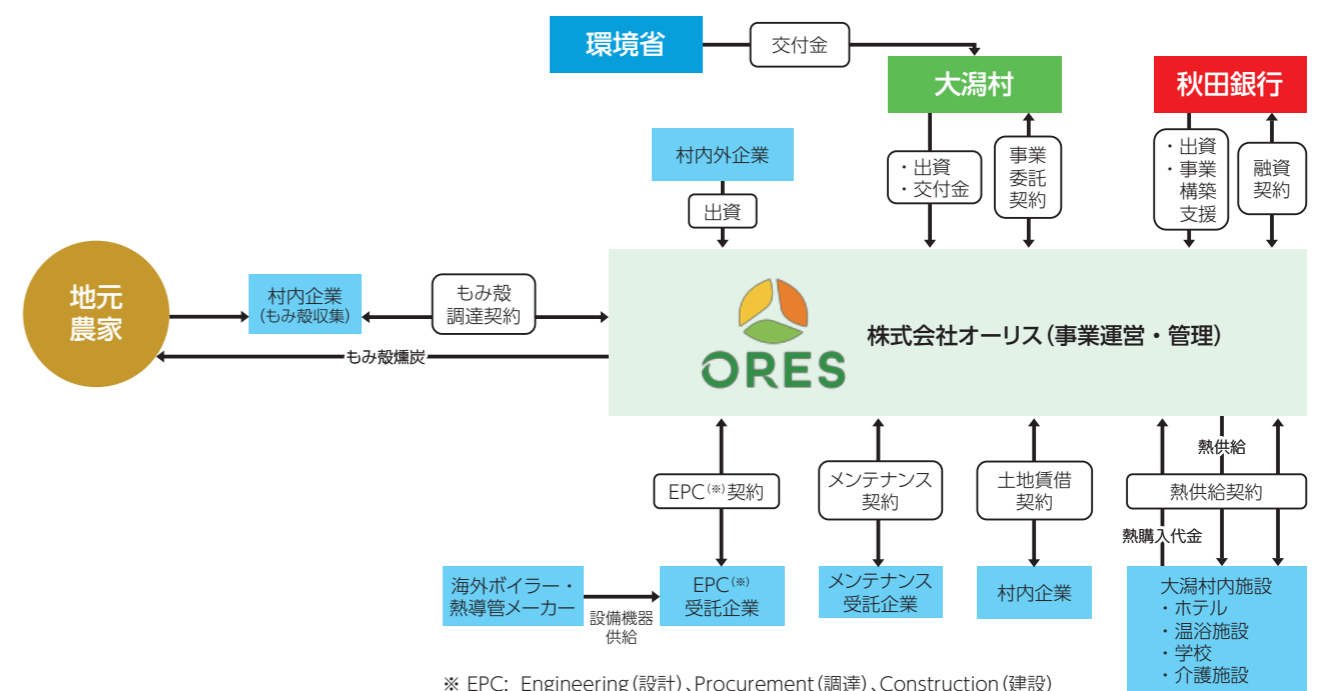 環境省
交付金
大潟村
秋田銀行
村内外企業
出資
・出資
・交付金
事業
委託
契約
・出資
・事業
構築
支援
融資
契約
地元
農家
村内企業
(もみ殻収集)
もみ殻
調達契約
もみ殻燻炭
ORES
株式会社オーリス(事業運営・管理)
EPC(※)契約
メンテナンス
契約
土地賃借
契約
熱供給
熱供給契約
熱購入代金
海外ボイラー・
熱導管メーカー
設備機器
供給
EPC(※)
受託企業
メンテナンス
受託企業
村内企業
大潟村内施設
・ホテル
・温浴施設
・学校
・介護施設
※ EPC: Engineering(設計)、Procurement(調達)、Construction(建設)